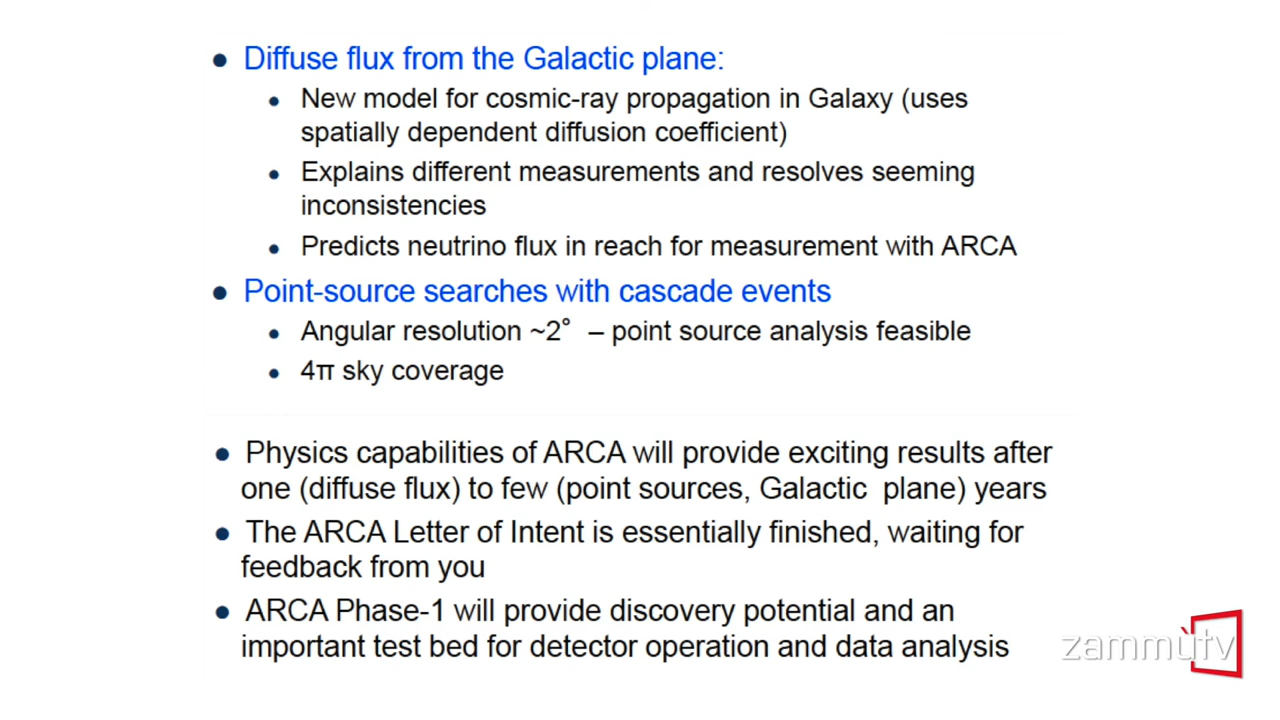 • Diffuse flux from the Galactic plane:
• New model for cosmic-ray propagation in Galaxy (uses
spatially dependent diffusion coefficient)
• Explains different measurements and resolves seeming
inconsistencies
• Predicts neutrino flux in reach for measurement with ARCA
• Point-source searches with cascade events
• Angular resolution ~2° – point source analysis feasible
• 4π sky coverage
• Physics capabilities of ARCA will provide exciting results after
one (diffuse flux) to few (point sources, Galactic plane) years
• The ARCA Letter of Intent is essentially finished, waiting for
feedback from you
• ARCA Phase-1 will provide discovery potential and an
important test bed for detector operation and data analysis
zammùtv